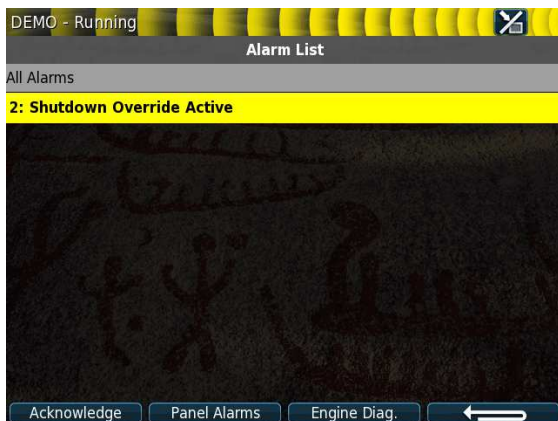 DEMO - Running
Alarm List
All Alarms
2: Shutdown Override Active
Acknowledge Panel Alarms Engine Diag.